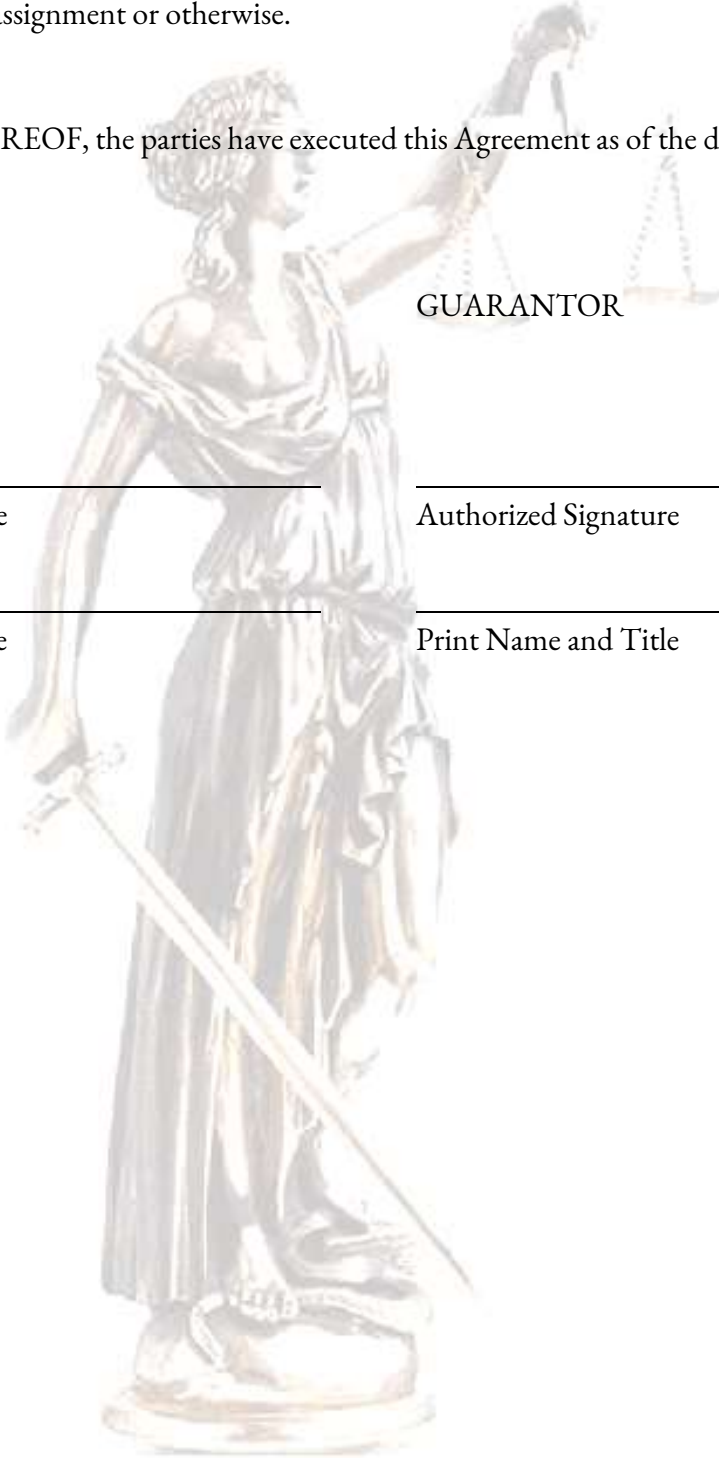 assignment or otherwise.
REOF, the parties have executed this Agreement as of the d
GUARANTOR
e Authorized Signature
e Print Name and Title